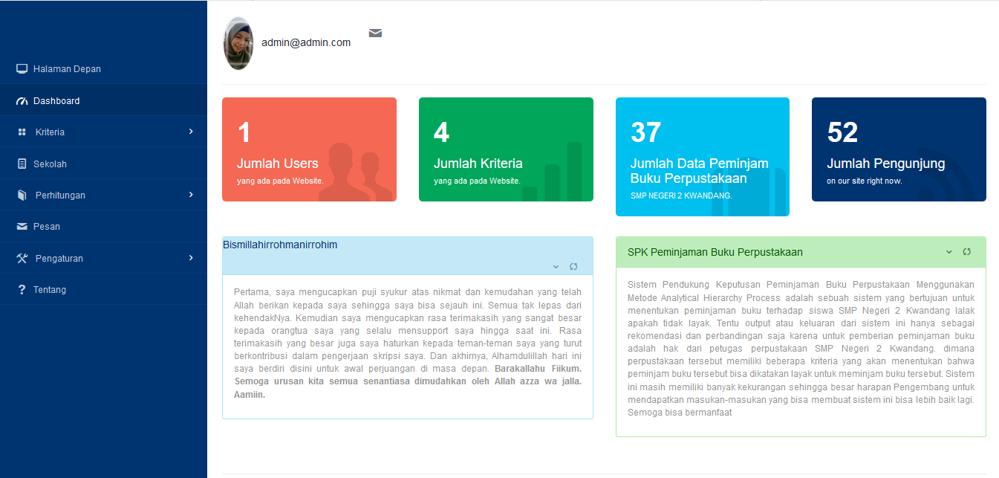 admin@admin.com
Halaman Depan
Dashboard
Kriteria
Sekolah
Perhitungan
Pesan
Pengaturan
Tentang
1
Jumlah Users
yang ada pada Website.
4
Jumlah Kriteria
yang ada pada Website.
37
Jumlah Data Peminjam
Buku Perpustakaan
SMP NEGERI 2 KWANDANG.
52
Jumlah Pengunjung
on our site right now.
Bismillahirrohmanirrohim
Pertama, saya mengucapkan puji syukur atas nikmat dan kemudahan yang telah
Allah berikan kepada saya sehingga saya bisa sejauh ini. Semua tak lepas dari
kehendakNya. Kemudian saya mengucapkan rasa terimakasih yang sangat besar
kepada orangtua saya yang selalu mensupport saya hingga saat ini. Rasa
terimakasih yang besar juga saya haturkan kepada teman-teman saya yang turut
berkontribusi dalam pengerjaan skripsi saya. Dan akhirnya, Alhamdulillah hari ini
saya berdiri disini untuk awal perjuangan di masa depan. Barakallahu Fiikum.
Semoga urusan kita semua senantiasa dimudahkan oleh Allah azza wa jalla.
Aamiin.
SPK Peminjaman Buku Perpustakaan
Sistem Pendukung Keputusan Peminjaman Buku Perpustakaan Menggunakan
Metode Analytical Hierarchy Process adalah sebuah sistem yang bertujuan untuk
menentukan peminjaman buku terhadap siswa SMP Negeri 2 Kwandang lalak
apakah tidak layak. Tentu output atau keluaran dari sistem ini hanya sebagai
rekomendasi dan perbandingan saja karena untuk pemberian peminjaman buku
adalah hak dari petugas perpustakaan SMP Negeri 2 Kwandang. dimana
perpustakaan tersebut memiliki beberapa kriteria yang akan menentukan bahwa
peminjam buku tersebut bisa dikatakan layak untuk meminjam buku tersebut. Sistem
ini masih memiliki banyak kekurangan sehingga besar harapan Pengembang untuk
mendapatkan masukan-masukan yang bisa membuat sistem ini bisa lebih baik lagi.
Semoga bisa bermanfaat